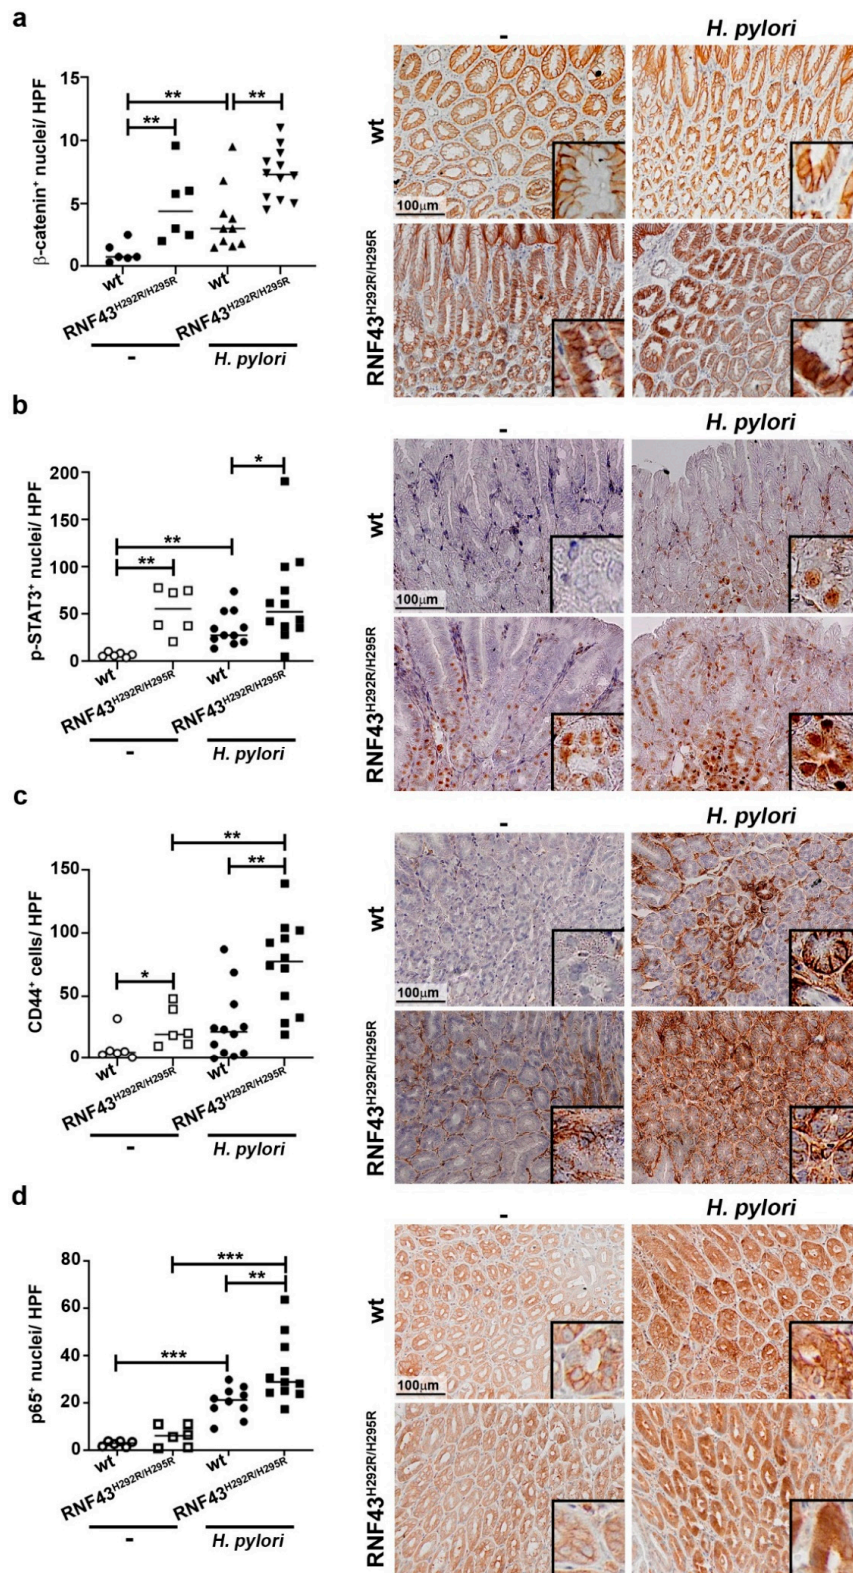 a
15
10
5
0
β-catenin⁺ nuclei/ HPF
**
**
**
wt
RNF43H292R/H295R
wt
RNF43H292R/H295R
-
H. pylori
-
H. pylori
wt
RNF43H292R/H295R
100μm
b
200
150
100
50
0
p-STAT3⁺ nuclei/ HPF
*
**
**
wt
RNF43H292R/H295R
wt
RNF43H292R/H295R
-
H. pylori
-
H. pylori
wt
RNF43H292R/H295R
100μm
c
150
100
50
0
CD44⁺ cells/ HPF
**
**
*
wt
RNF43H292R/H295R
wt
RNF43H292R/H295R
-
H. pylori
-
H. pylori
wt
RNF43H292R/H295R
100μm
d
80
60
40
20
0
p65⁺ nuclei/ HPF
***
**
***
wt
RNF43H292R/H295R
wt
RNF43H292R/H295R
-
H. pylori
-
H. pylori
wt
RNF43H292R/H295R
100μm